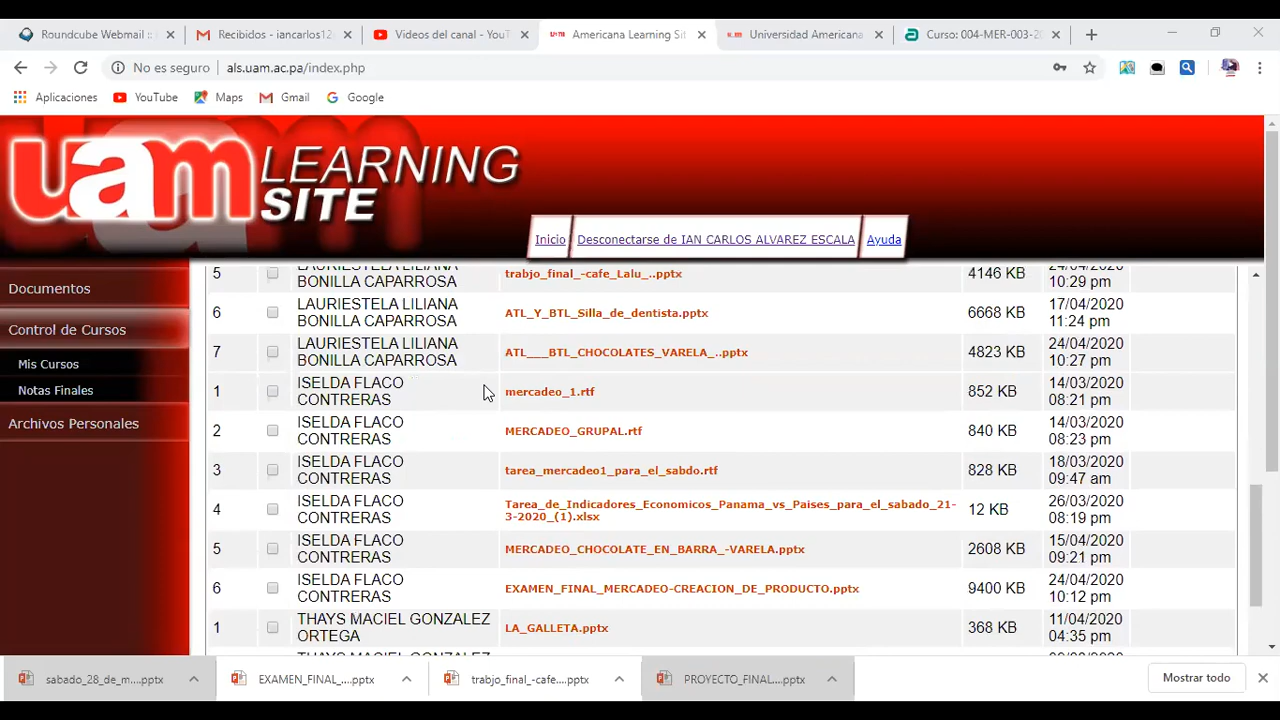 Roundcube Webmail ::
Recibidos - iancarlos12
Videos del canal - YouT
Americana Learning Sit
Universidad Americana
Curso: 004-MER-003-2
No es seguro
als.uam.ac.pa/index.php
Aplicaciones
YouTube
Maps
Gmail
Google
uam LEARNING
SITE
Inicio
Desconectarse de IAN CARLOS ALVAREZ ESCALA
Ayuda
Documentos
Control de Cursos
Mis Cursos
Notas Finales
Archivos Personales
5 LAURIESTELA LILIANA trabjo_final_-cafe_Lalu_..pptx 4146 KB 24/04/2020
BONILLA CAPARROSA 10:29 pm
6 LAURIESTELA LILIANA ATL_Y_BTL_Silla_de_dentista.pptx 6668 KB 17/04/2020
BONILLA CAPARROSA 11:24 pm
7 LAURIESTELA LILIANA ATL___BTL_CHOCOLATES_VARELA_..pptx 4823 KB 24/04/2020
BONILLA CAPARROSA 10:27 pm
1 ISELDA FLACO mercadeo_1.rtf 852 KB 14/03/2020
CONTRERAS 08:21 pm
2 ISELDA FLACO MERCADEO_GRUPAL.rtf 840 KB 14/03/2020
CONTRERAS 08:23 pm
3 ISELDA FLACO tarea_mercadeo1_para_el_sabdo.rtf 828 KB 18/03/2020
CONTRERAS 09:47 am
4 ISELDA FLACO Tarea_de_Indicadores_Economicos_Panama_vs_Paises_para_el_sabado_21- 12 KB 26/03/2020
CONTRERAS 3-2020_(1).xlsx 08:19 pm
5 ISELDA FLACO MERCADEO_CHOCOLATE_EN_BARRA_-VARELA.pptx 2608 KB 15/04/2020
CONTRERAS 09:21 pm
6 ISELDA FLACO EXAMEN_FINAL_MERCADEO-CREACION_DE_PRODUCTO.pptx 9400 KB 24/04/2020
CONTRERAS 10:12 pm
1 THAYS MACIEL GONZALEZ LA_GALLETA.pptx 368 KB 11/04/2020
ORTEGA 04:35 pm
sabado_28_de_m....pptx
EXAMEN_FINAL_....pptx
trabjo_final_-cafe....pptx
PROYECTO_FINAL....pptx
Mostrar todo